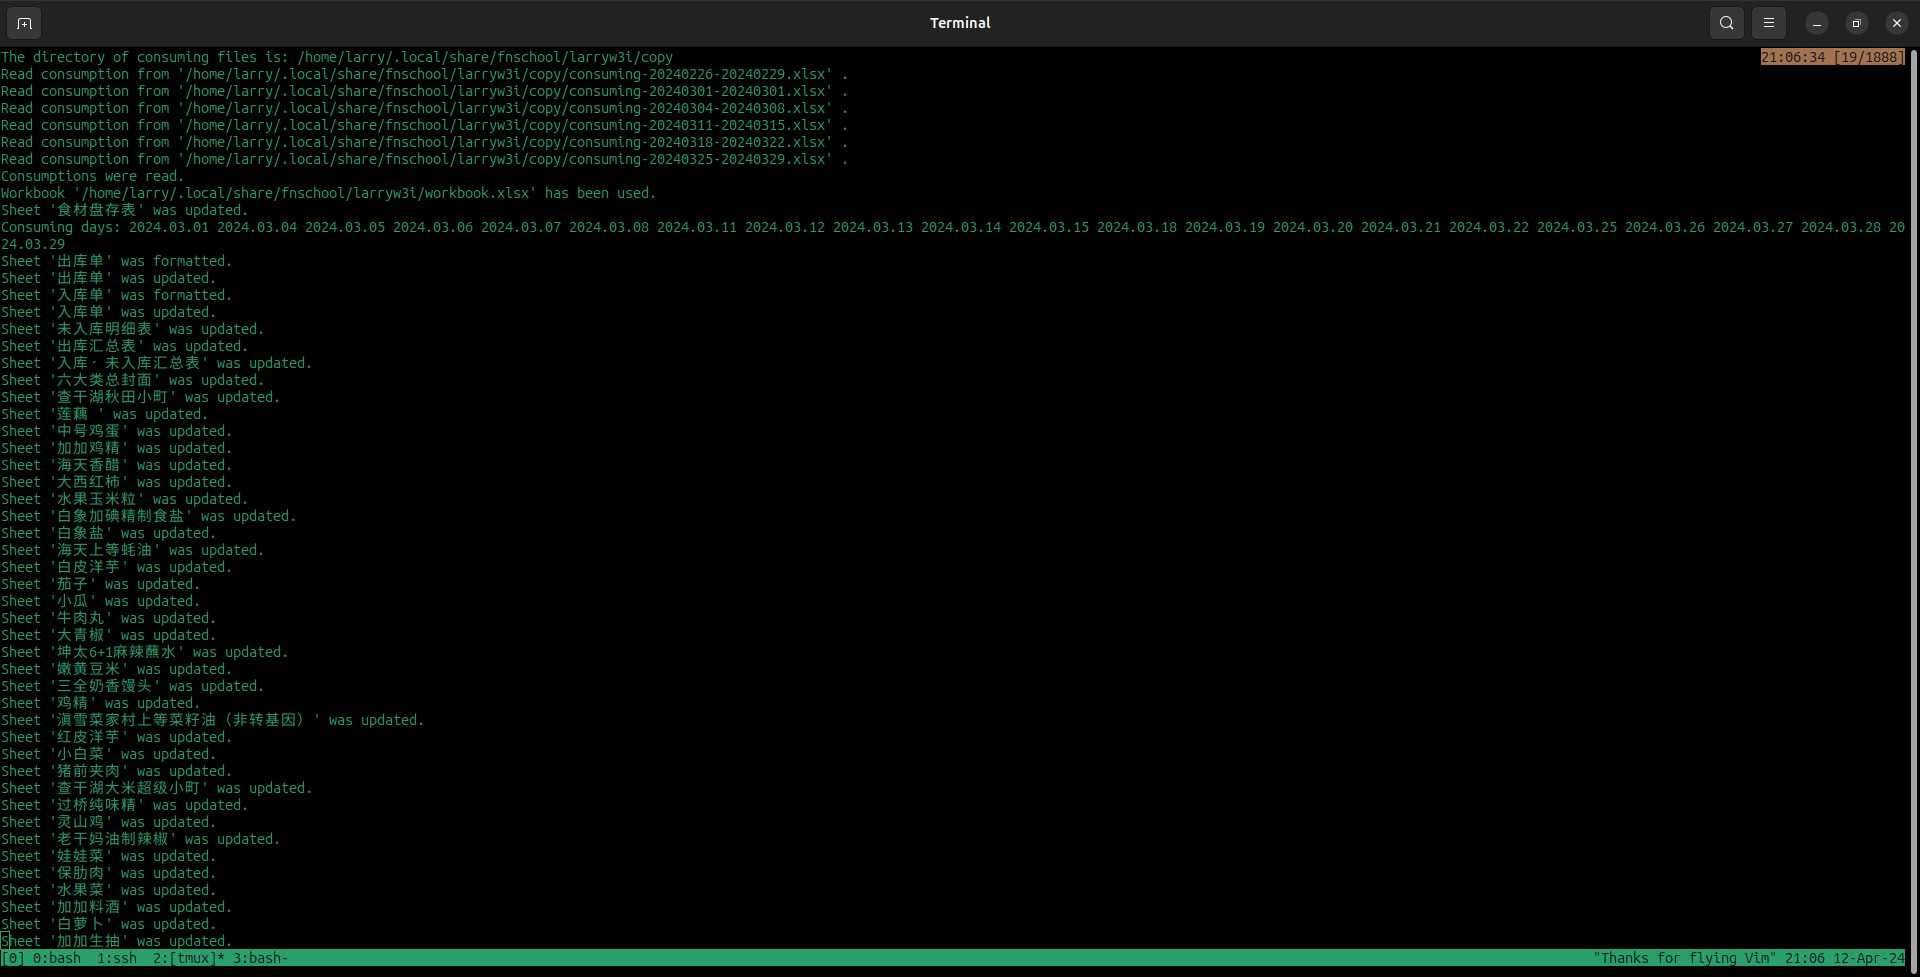 Terminal
The directory of consuming files is: /home/larry/.local/share/fnschool/larryw3i/copy 21:06:34 [19/1888]
Read consumption from '/home/larry/.local/share/fnschool/larryw3i/copy/consuming-20240226-20240229.xlsx' .
Read consumption from '/home/larry/.local/share/fnschool/larryw3i/copy/consuming-20240301-20240301.xlsx' .
Read consumption from '/home/larry/.local/share/fnschool/larryw3i/copy/consuming-20240304-20240308.xlsx' .
Read consumption from '/home/larry/.local/share/fnschool/larryw3i/copy/consuming-20240311-20240315.xlsx' .
Read consumption from '/home/larry/.local/share/fnschool/larryw3i/copy/consuming-20240318-20240322.xlsx' .
Read consumption from '/home/larry/.local/share/fnschool/larryw3i/copy/consuming-20240325-20240329.xlsx' .
Consumptions were read.
Workbook '/home/larry/.local/share/fnschool/larryw3i/workbook.xlsx' has been used.
Sheet '食材盘存表' was updated.
Consuming days: 2024.03.01 2024.03.04 2024.03.05 2024.03.06 2024.03.07 2024.03.08 2024.03.11 2024.03.12 2024.03.13 2024.03.14 2024.03.15 2024.03.18 2024.03.19 2024.03.20 2024.03.21 2024.03.22 2024.03.25 2024.03.26 2024.03.27 2024.03.28 20
24.03.29
Sheet '出库单' was formatted.
Sheet '出库单' was updated.
Sheet '入库单' was formatted.
Sheet '入库单' was updated.
Sheet '未入库明细表' was updated.
Sheet '出库汇总表' was updated.
Sheet '入库、未入库汇总表' was updated.
Sheet '六大类总封面' was updated.
Sheet '查干湖秋田小町' was updated.
Sheet '莲藕 ' was updated.
Sheet '中号鸡蛋' was updated.
Sheet '加加鸡精' was updated.
Sheet '海天香醋' was updated.
Sheet '大西红柿' was updated.
Sheet '水果玉米粒' was updated.
Sheet '白象加碘精制食盐' was updated.
Sheet '白象盐' was updated.
Sheet '海天上等蚝油' was updated.
Sheet '白皮洋芋' was updated.
Sheet '茄子' was updated.
Sheet '小瓜' was updated.
Sheet '牛肉丸' was updated.
Sheet '大青椒' was updated.
Sheet '坤太6+1麻辣蘸水' was updated.
Sheet '嫩黄豆米' was updated.
Sheet '三全奶香馒头' was updated.
Sheet '鸡精' was updated.
Sheet '滇雪菜家村上等菜籽油（非转基因）' was updated.
Sheet '红皮洋芋' was updated.
Sheet '小白菜' was updated.
Sheet '猪前夹肉' was updated.
Sheet '查干湖大米超级小町' was updated.
Sheet '过桥纯味精' was updated.
Sheet '灵山鸡' was updated.
Sheet '老干妈油制辣椒' was updated.
Sheet '娃娃菜' was updated.
Sheet '保肋肉' was updated.
Sheet '水果菜' was updated.
Sheet '加加料酒' was updated.
Sheet '白萝卜' was updated.
Sheet '加加生抽' was updated.
[0] 0:bash  1:ssh  2:[tmux]* 3:bash- "Thanks for flying Vim" 21:06 12-Apr-24